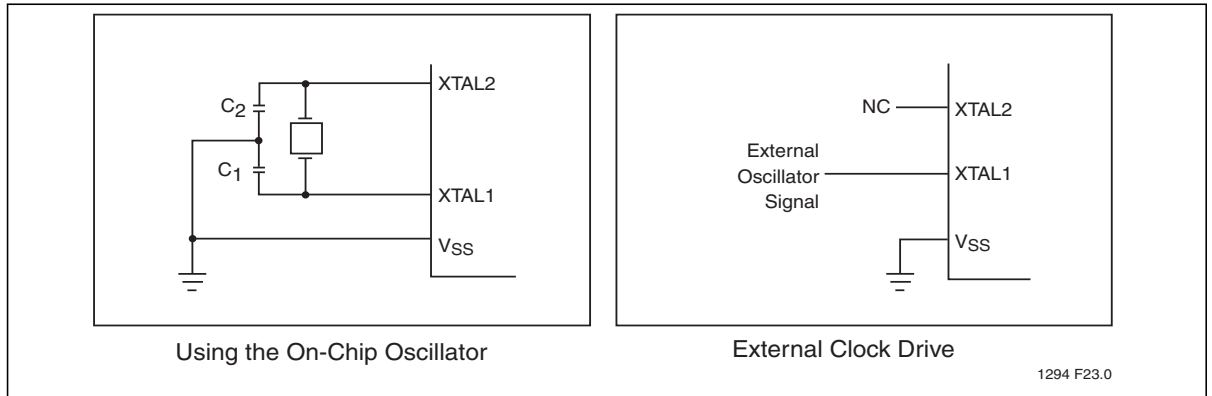 XTAL2
C2
C1
XTAL1
VSS
Using the On-Chip Oscillator
NC
XTAL2
External
Oscillator
Signal
XTAL1
VSS
External Clock Drive
1294 F23.0